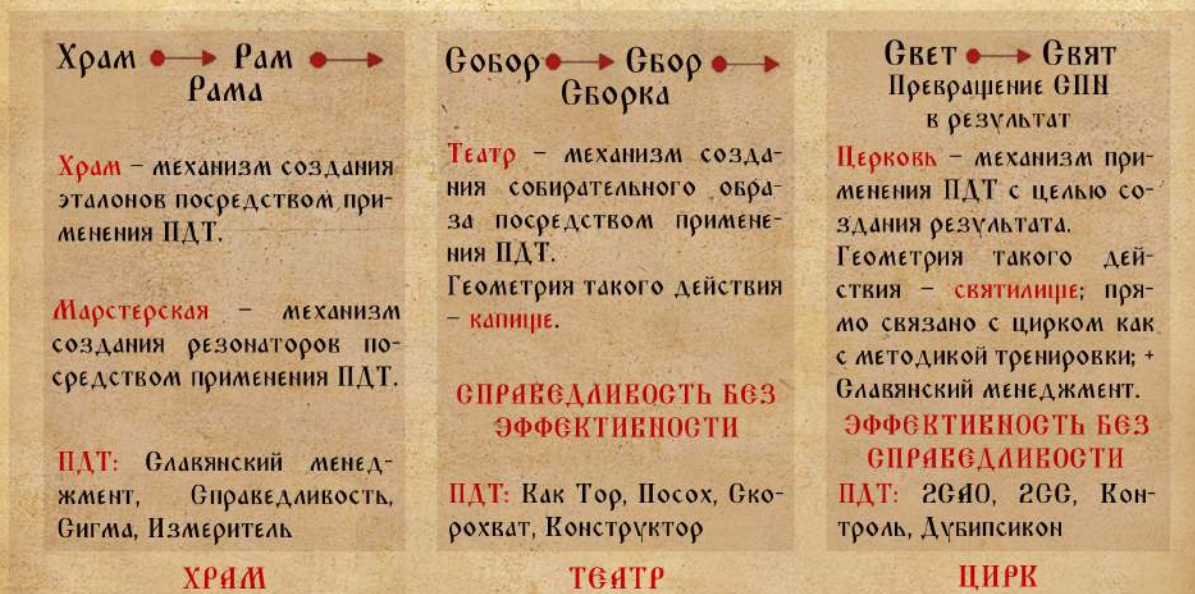 Храм Рам
Рама
Храм – механизм создания
эталонов посредством при-
менения ПДТ.
Марстерская – механизм
создания резонаторов по-
средством применения ПДТ.
ПДТ: Славянский менед-
жмент, Справедливость,
Сигма, Измеритель
ХРАМ
Собор Сбор
Сборка
Театр – механизм созда-
ния собирательного обра-
за посредством примене-
ния ПДТ.
Геометрия такого действия
– капище.
СПРАВЕДЛИВОСТЬ БЕЗ
ЭФФЕКТИВНОСТИ
ПДТ: Как Тор, Посох, Ско-
рохват, Конструктор
ТЕАТР
Свет Свят
Превращение СПН
в результат
Церковь – механизм при-
менения ПДТ с целью со-
здания результата.
Геометрия такого дей-
ствия – святилище; пря-
мо связано с цирком как
с методикой тренировки; +
Славянский менеджмент.
ЭФФЕКТИВНОСТЬ БЕЗ
СПРАВЕДЛИВОСТИ
ПДТ: 2САО, 2СС, Кон-
троль, Дубипсикон
ЦИРК